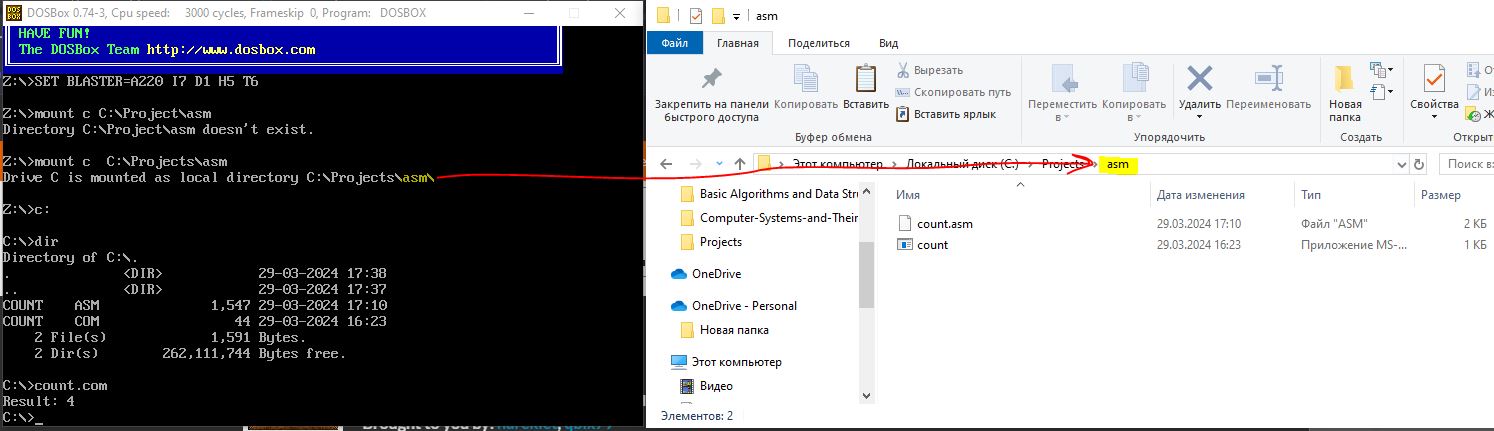 DOSBox 0.74-3, Cpu speed: 3000 cycles, Frameskip 0, Program: DOSBOX
HAVE FUN!
The DOSBox Team http://www.dosbox.com
Z:\>SET BLASTER=A220 I7 D1 H5 T6
Z:\>mount c C:\Project\asm
Directory C:\Project\asm doesn't exist.
Z:\>mount c  C:\Projects\asm
Drive C is mounted as local directory C:\Projects\asm\
Z:\>c:
C:\>dir
Directory of C:\.
.              <DIR>            29-03-2024 17:38
..             <DIR>            29-03-2024 17:37
COUNT    ASM              1,547 29-03-2024 17:10
COUNT    COM                 44 29-03-2024 16:23
2 File(s)              1,591 Bytes.
2 Dir(s)         262,111,744 Bytes free.
C:\>count.com
Result: 4
C:\>_
asm
Главная Поделиться Вид
Закрепить на панели быстрого доступа
Копировать
Вставить
Вырезать
Скопировать путь
Вставить ярлык
Буфер обмена
Переместить в
Копировать в
Удалить
Переименовать
Упорядочить
Новая папка
Создать
Свойства
Этот компьютер Локальный диск (C:) Projects asm
Basic Algorithms and Data Stru
Computer-Systems-and-Their
Projects
OneDrive
OneDrive - Personal
Новая папка
Этот компьютер
Видео
Имя Дата изменения Тип Размер
count.asm 29.03.2024 17:10 Файл "ASM" 2 КБ
count 29.03.2024 16:23 Приложение MS-... 1 КБ
Элементов: 2